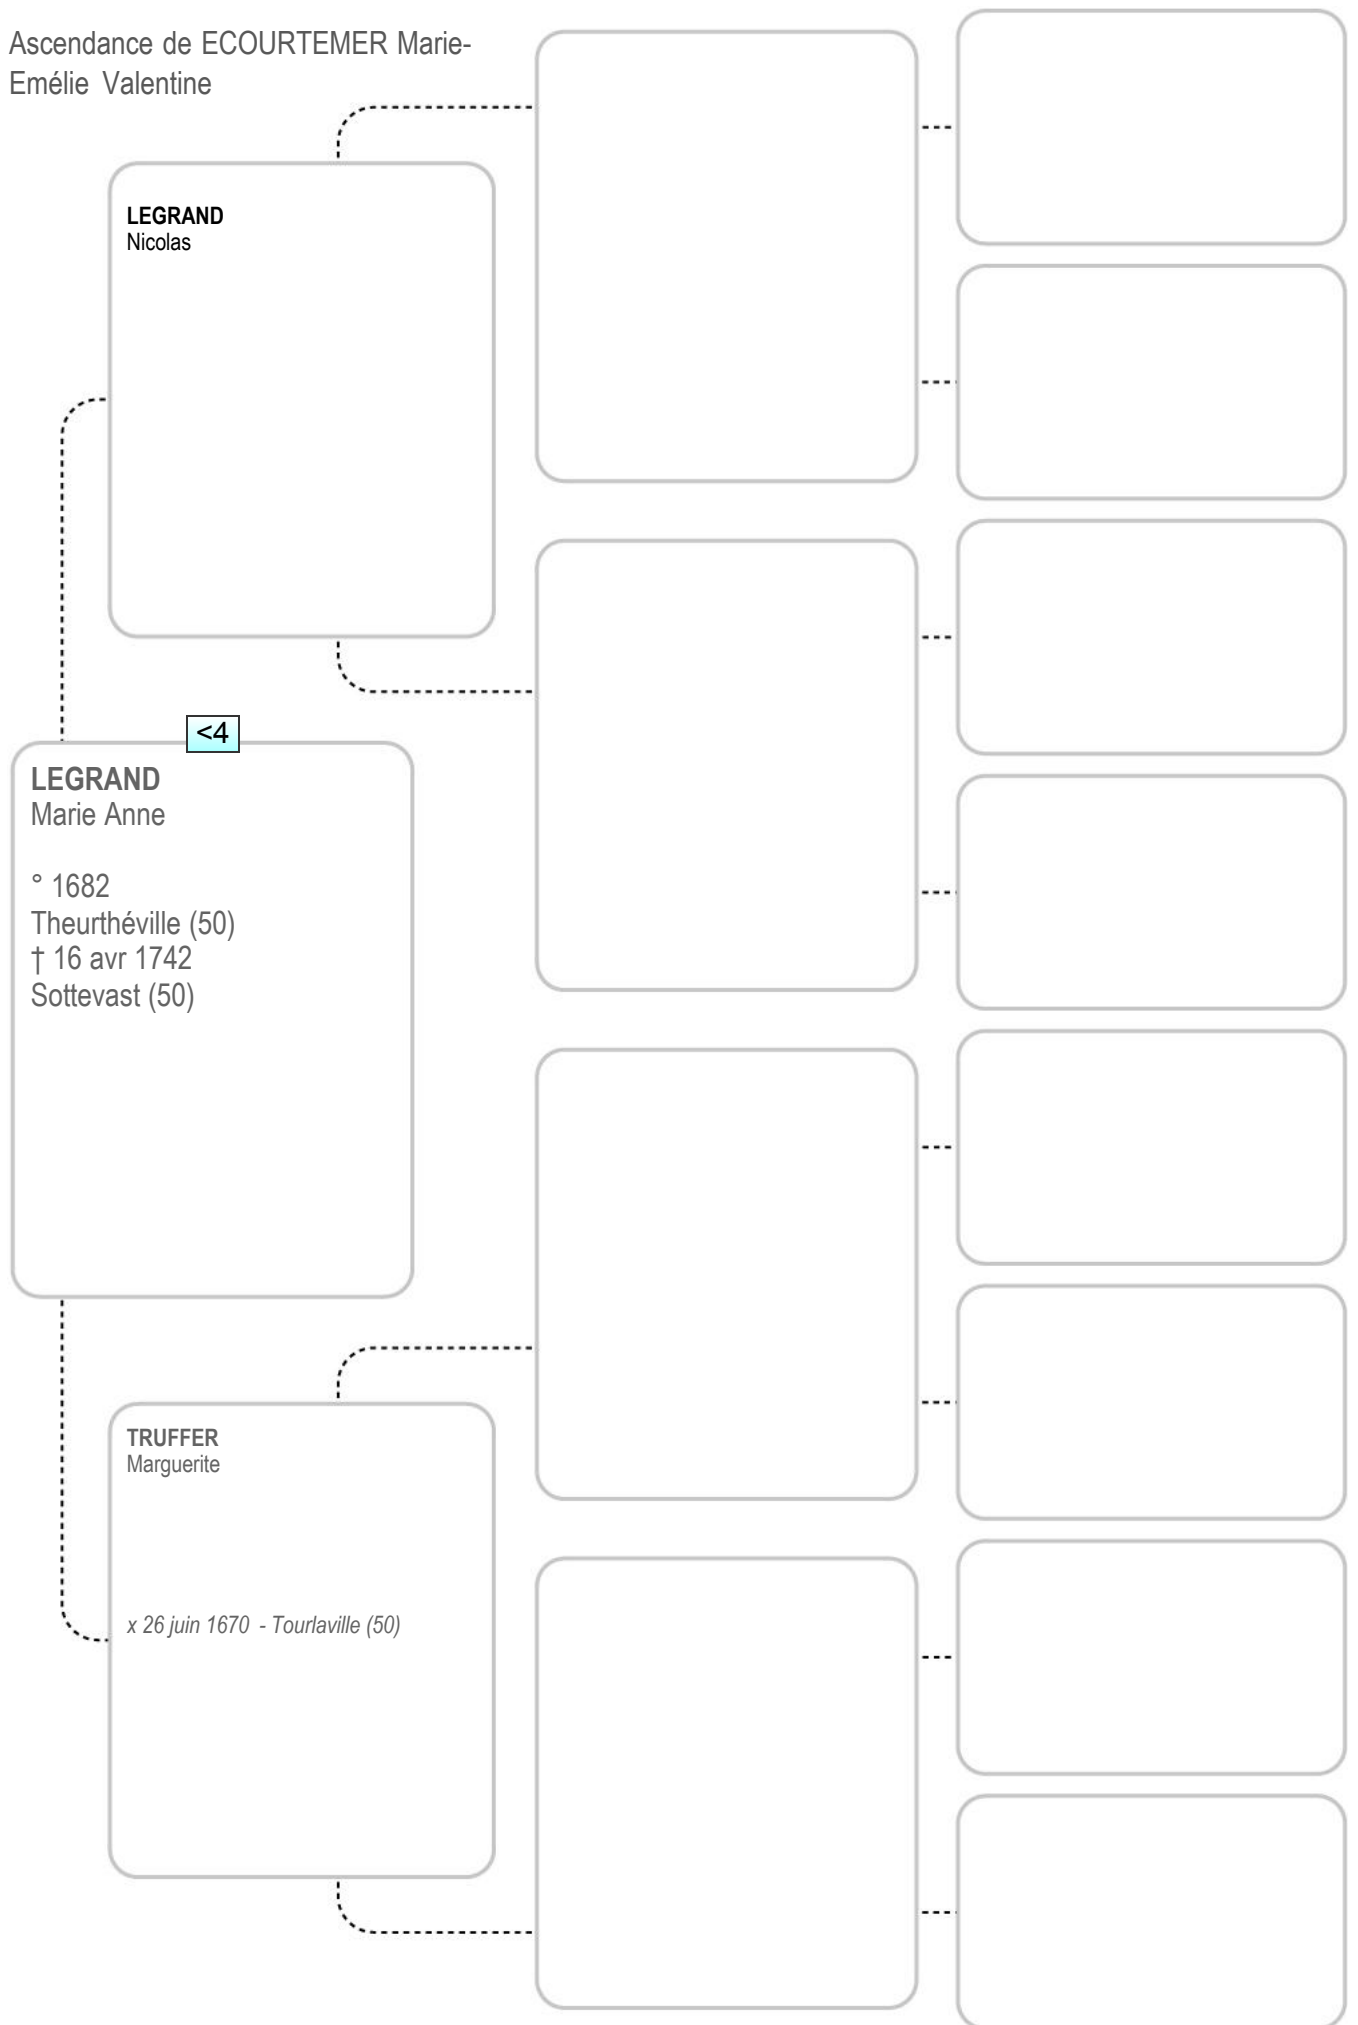 Ascendance de ECOURTEMER Marie-
Emélie Valentine
LEGRAND
Nicolas
<4
LEGRAND
Marie Anne
° 1682
Theurthéville (50)
† 16 avr 1742
Sottevast (50)
TRUFFER
Marguerite
x 26 juin 1670 - Tourlaville (50)